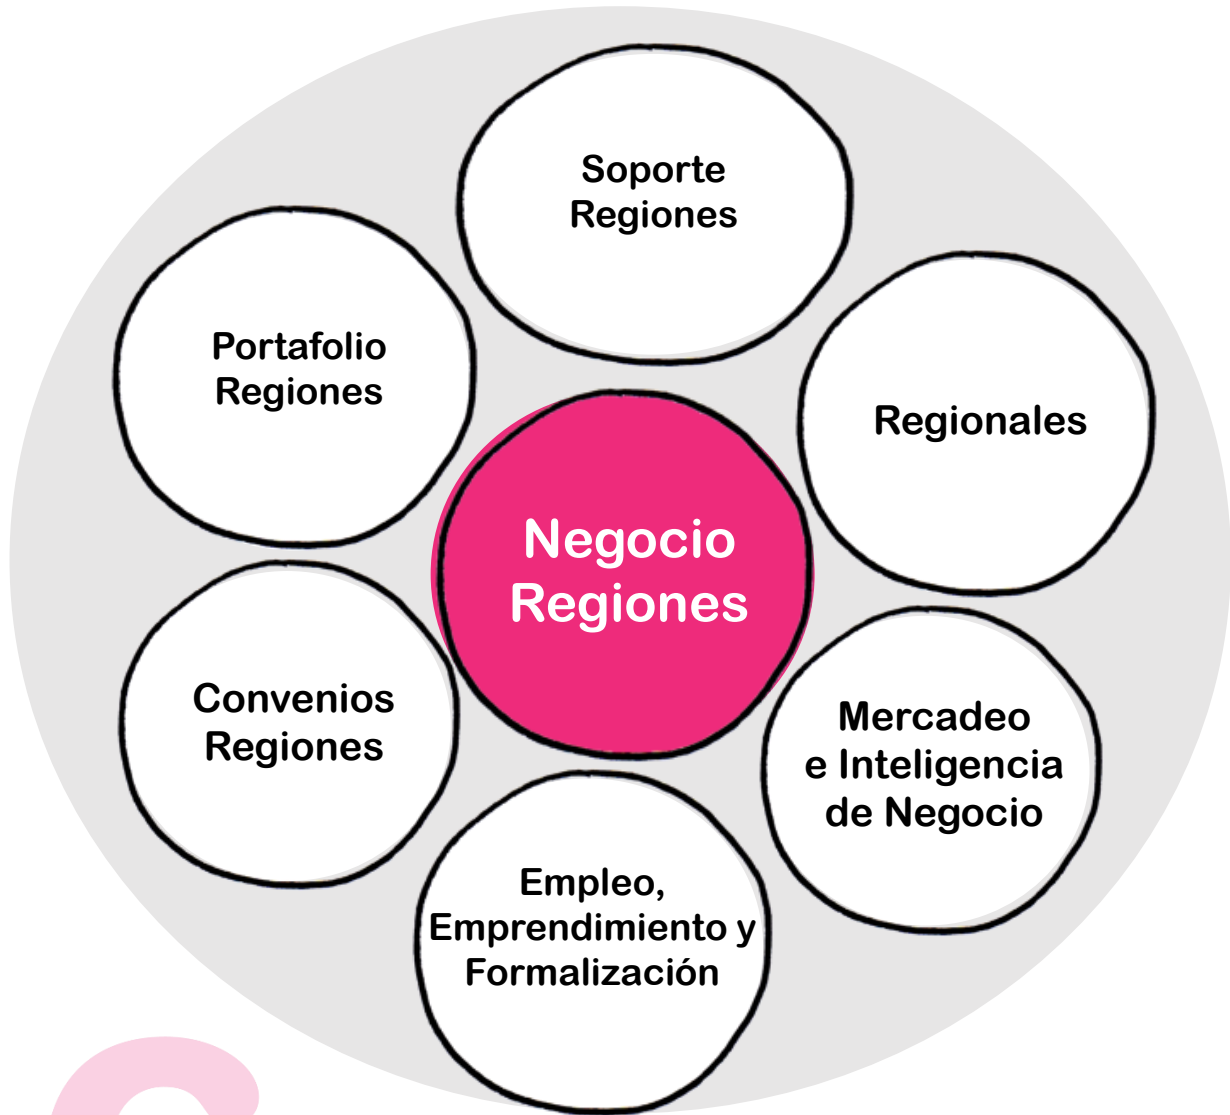 Soporte
Regiones
Portafolio
Regiones
Regionales
Negocio
Regiones
Convenios
Regiones
Mercadeo
e Inteligencia
de Negocio
Empleo,
Emprendimiento y
Formalización